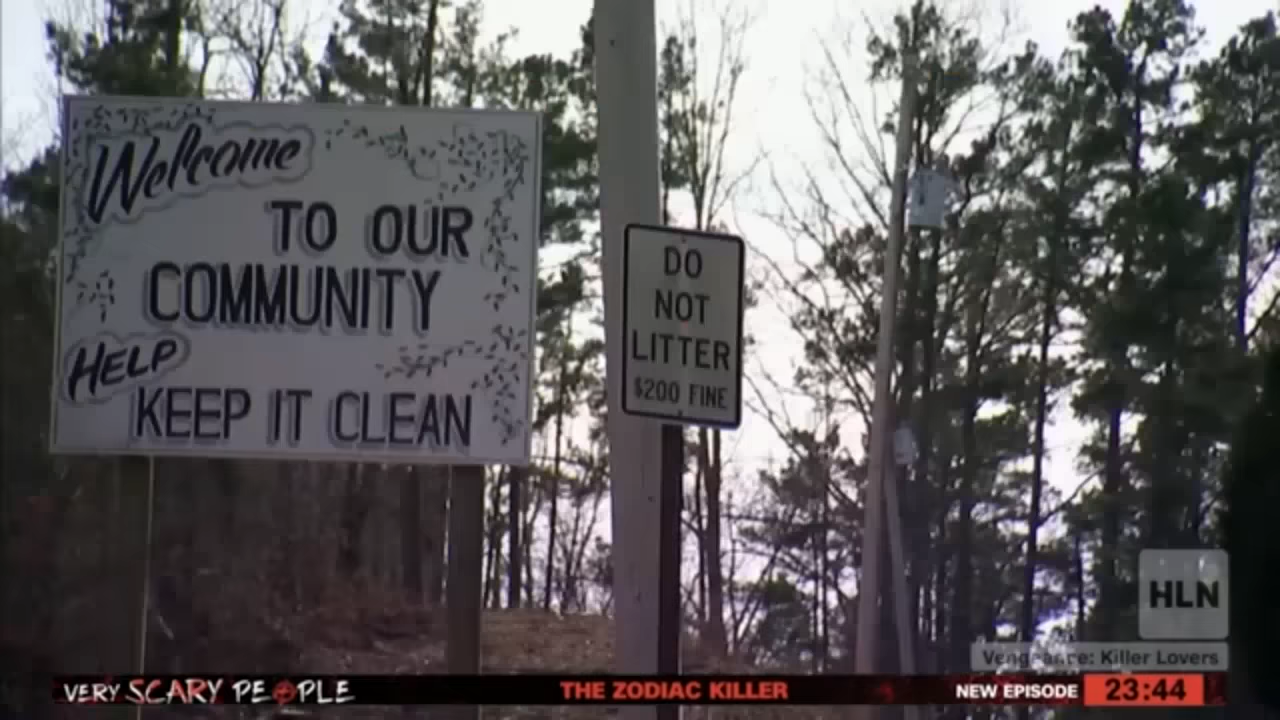 Welcome
TO OUR
COMMUNITY
HELP
KEEP IT CLEAN
DO
NOT
LITTER
$200 FINE
HLN
Vengeance: Killer Lovers
VERY SCARY PEOPLE
THE ZODIAC KILLER
NEW EPISODE
23:44